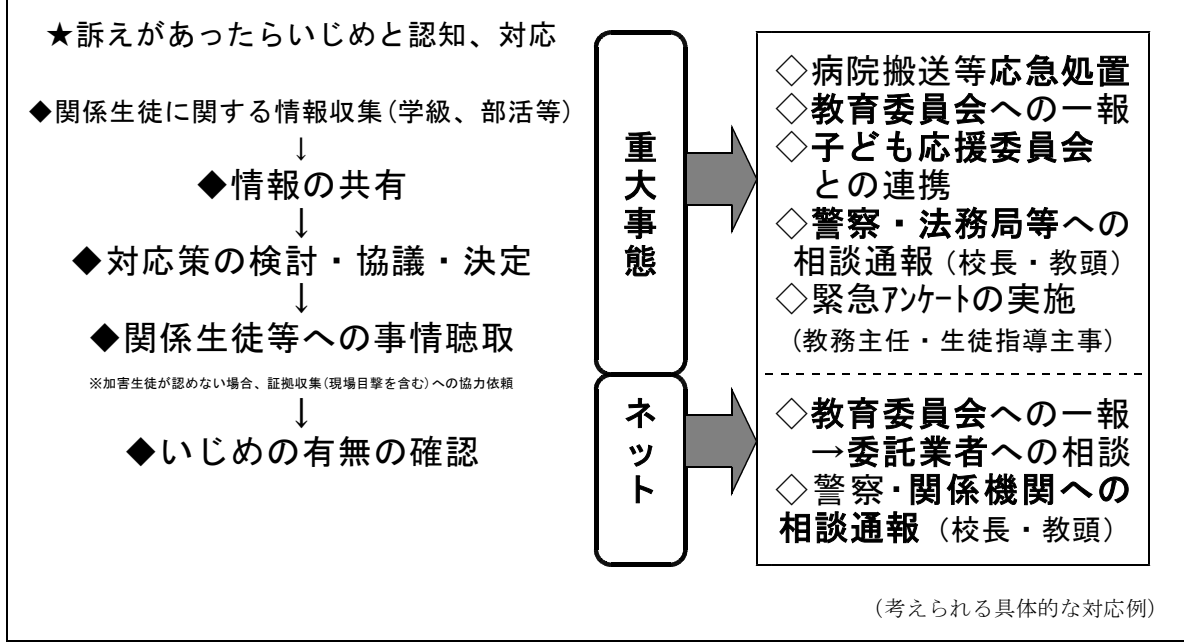 ★訴えがあったらいじめと認知、対応
◆関係生徒に関する情報収集(学級、部活等)
↓
◆情報の共有
↓
◆対応策の検討・協議・決定
↓
◆関係生徒等への事情聴取
※加害生徒が認めない場合、証拠収集(現場目撃を含む)への協力依頼
↓
◆いじめの有無の確認
重大事態
◇病院搬送等応急処置
◇教育委員会への一報
◇子ども応援委員会
との連携
◇警察・法務局等への
相談通報(校長・教頭)
◇緊急アンケートの実施
(教務主任・生徒指導主事)
ネット
◇教育委員会への一報
→委託業者への相談
◇警察・関係機関への
相談通報(校長・教頭)
(考えられる具体的な対応例)